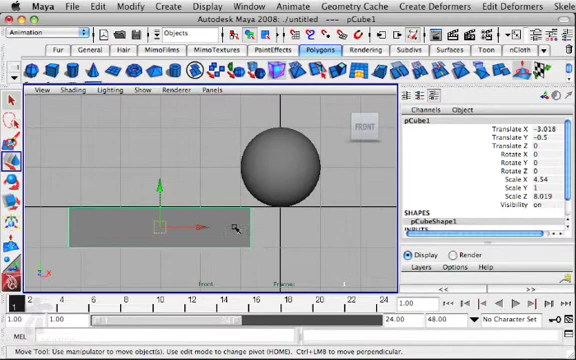 Maya File Edit Modify Create Display Window Animate Geometry Cache Create Deformers Edit Deformers Skele
Autodesk Maya 2008: ./untitled --- pCube1
Animation Objects
Fur General Hair MimoFilms MimoTextures PaintEffects Polygons Rendering Subdivs Surfaces Toon nCloth
View Shading Lighting Show Renderer Panels
Channels Object
pCube1
Translate X -3.018
Translate Y -0.5
Translate Z 0
Rotate X 0
Rotate Y 0
Rotate Z 0
Scale X 4.54
Scale Y 1
Scale Z 8.019
Visibility on
SHAPES
pCubeShape1
INPUTS
FRONT
Z X
Front
Frame: 1
Display Render
Layers Options Help
2 4 6 8 10 12 14 16 18 20 22 24 1.00
1.00 1.00 24.00 48.00 No Character Set
MEL
Move Tool: Use manipulator to move objects. Use edit mode to change pivot (HOME). Ctrl+LMB to move perpendicular.